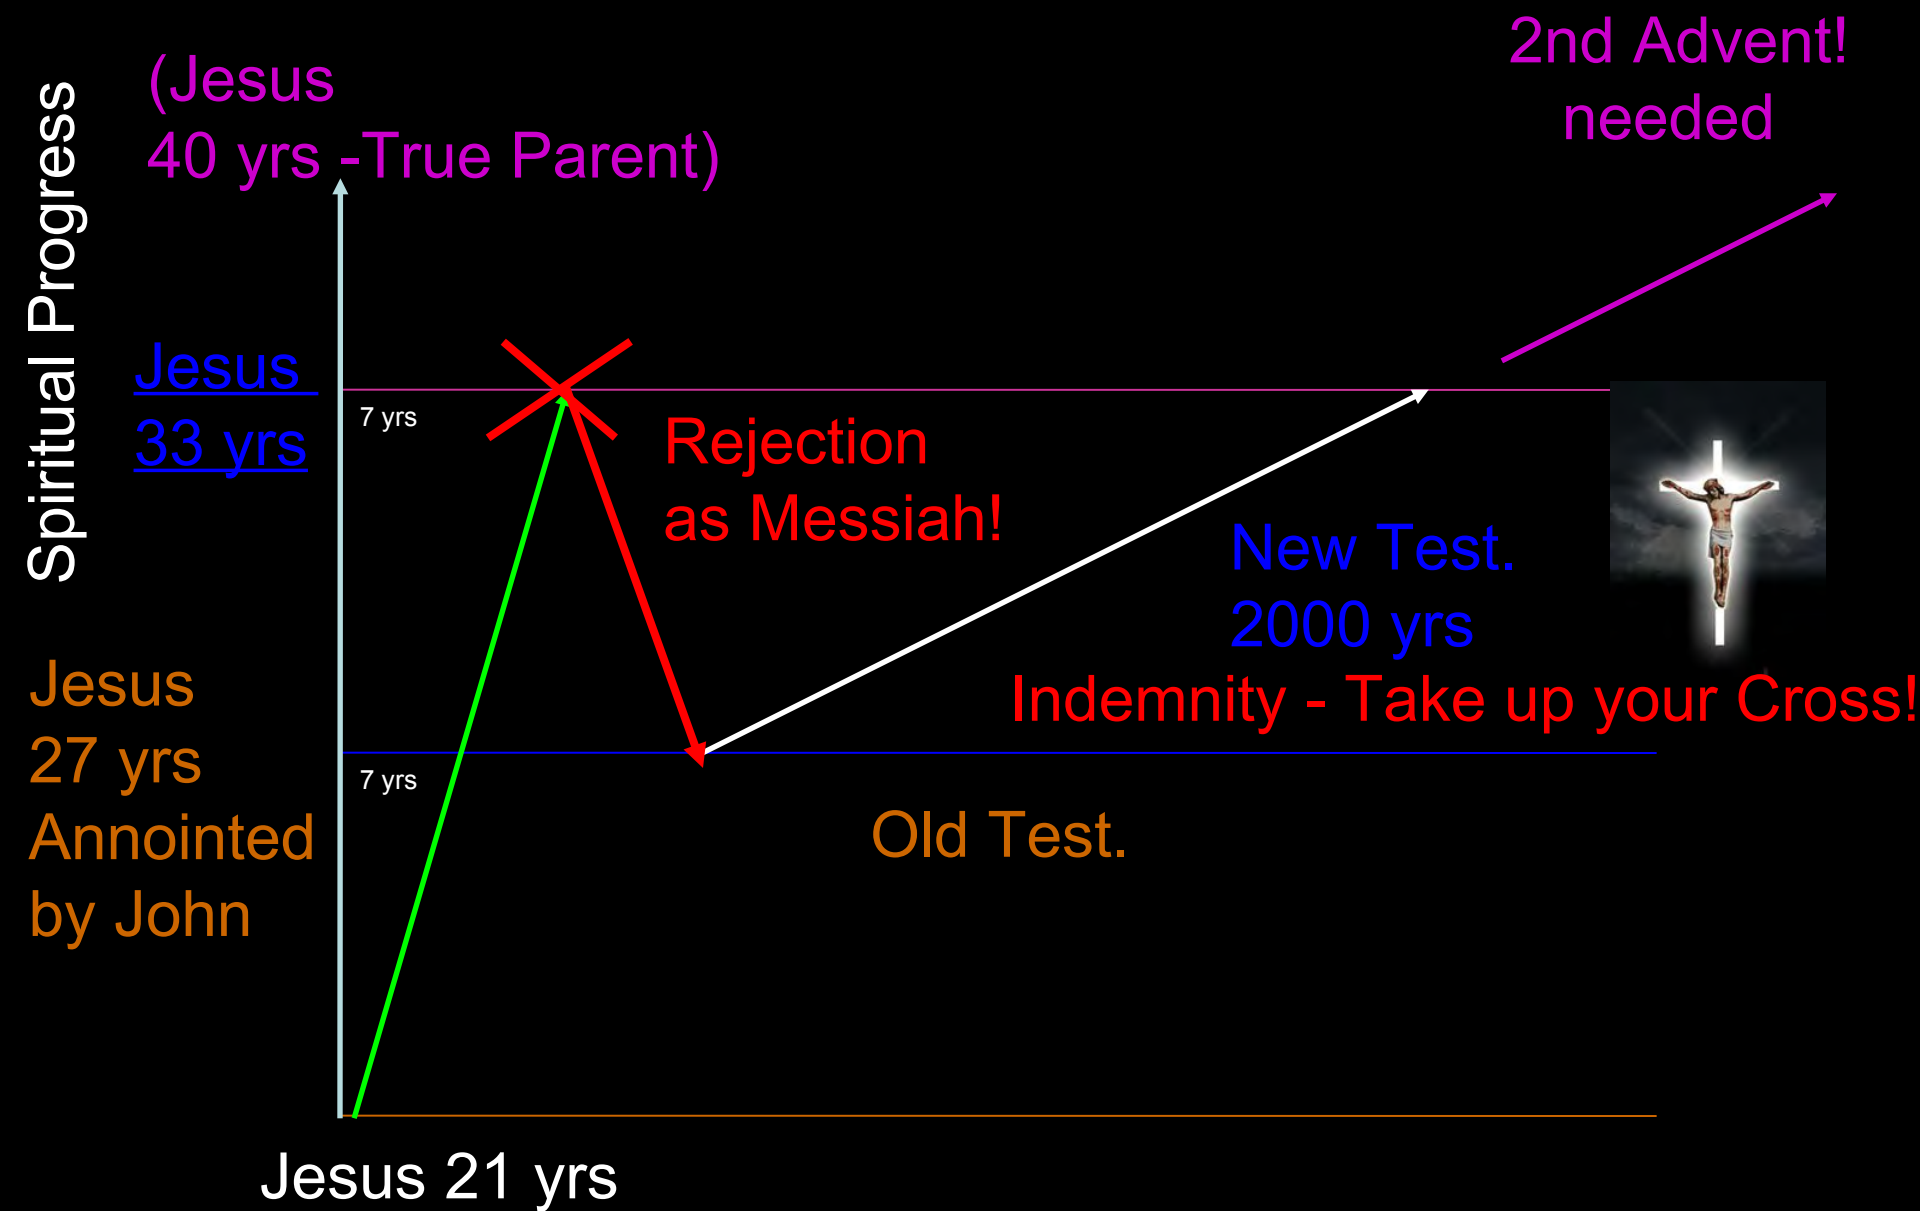 2nd Advent!
needed
(Jesus
40 yrs -True Parent)
Spiritual Progress
Jesus
33 yrs
7 yrs
Rejection
as Messiah!
New Test.
2000 yrs
Indemnity - Take up your Cross!
Jesus
27 yrs
Annointed
by John
7 yrs
Old Test.
Jesus 21 yrs